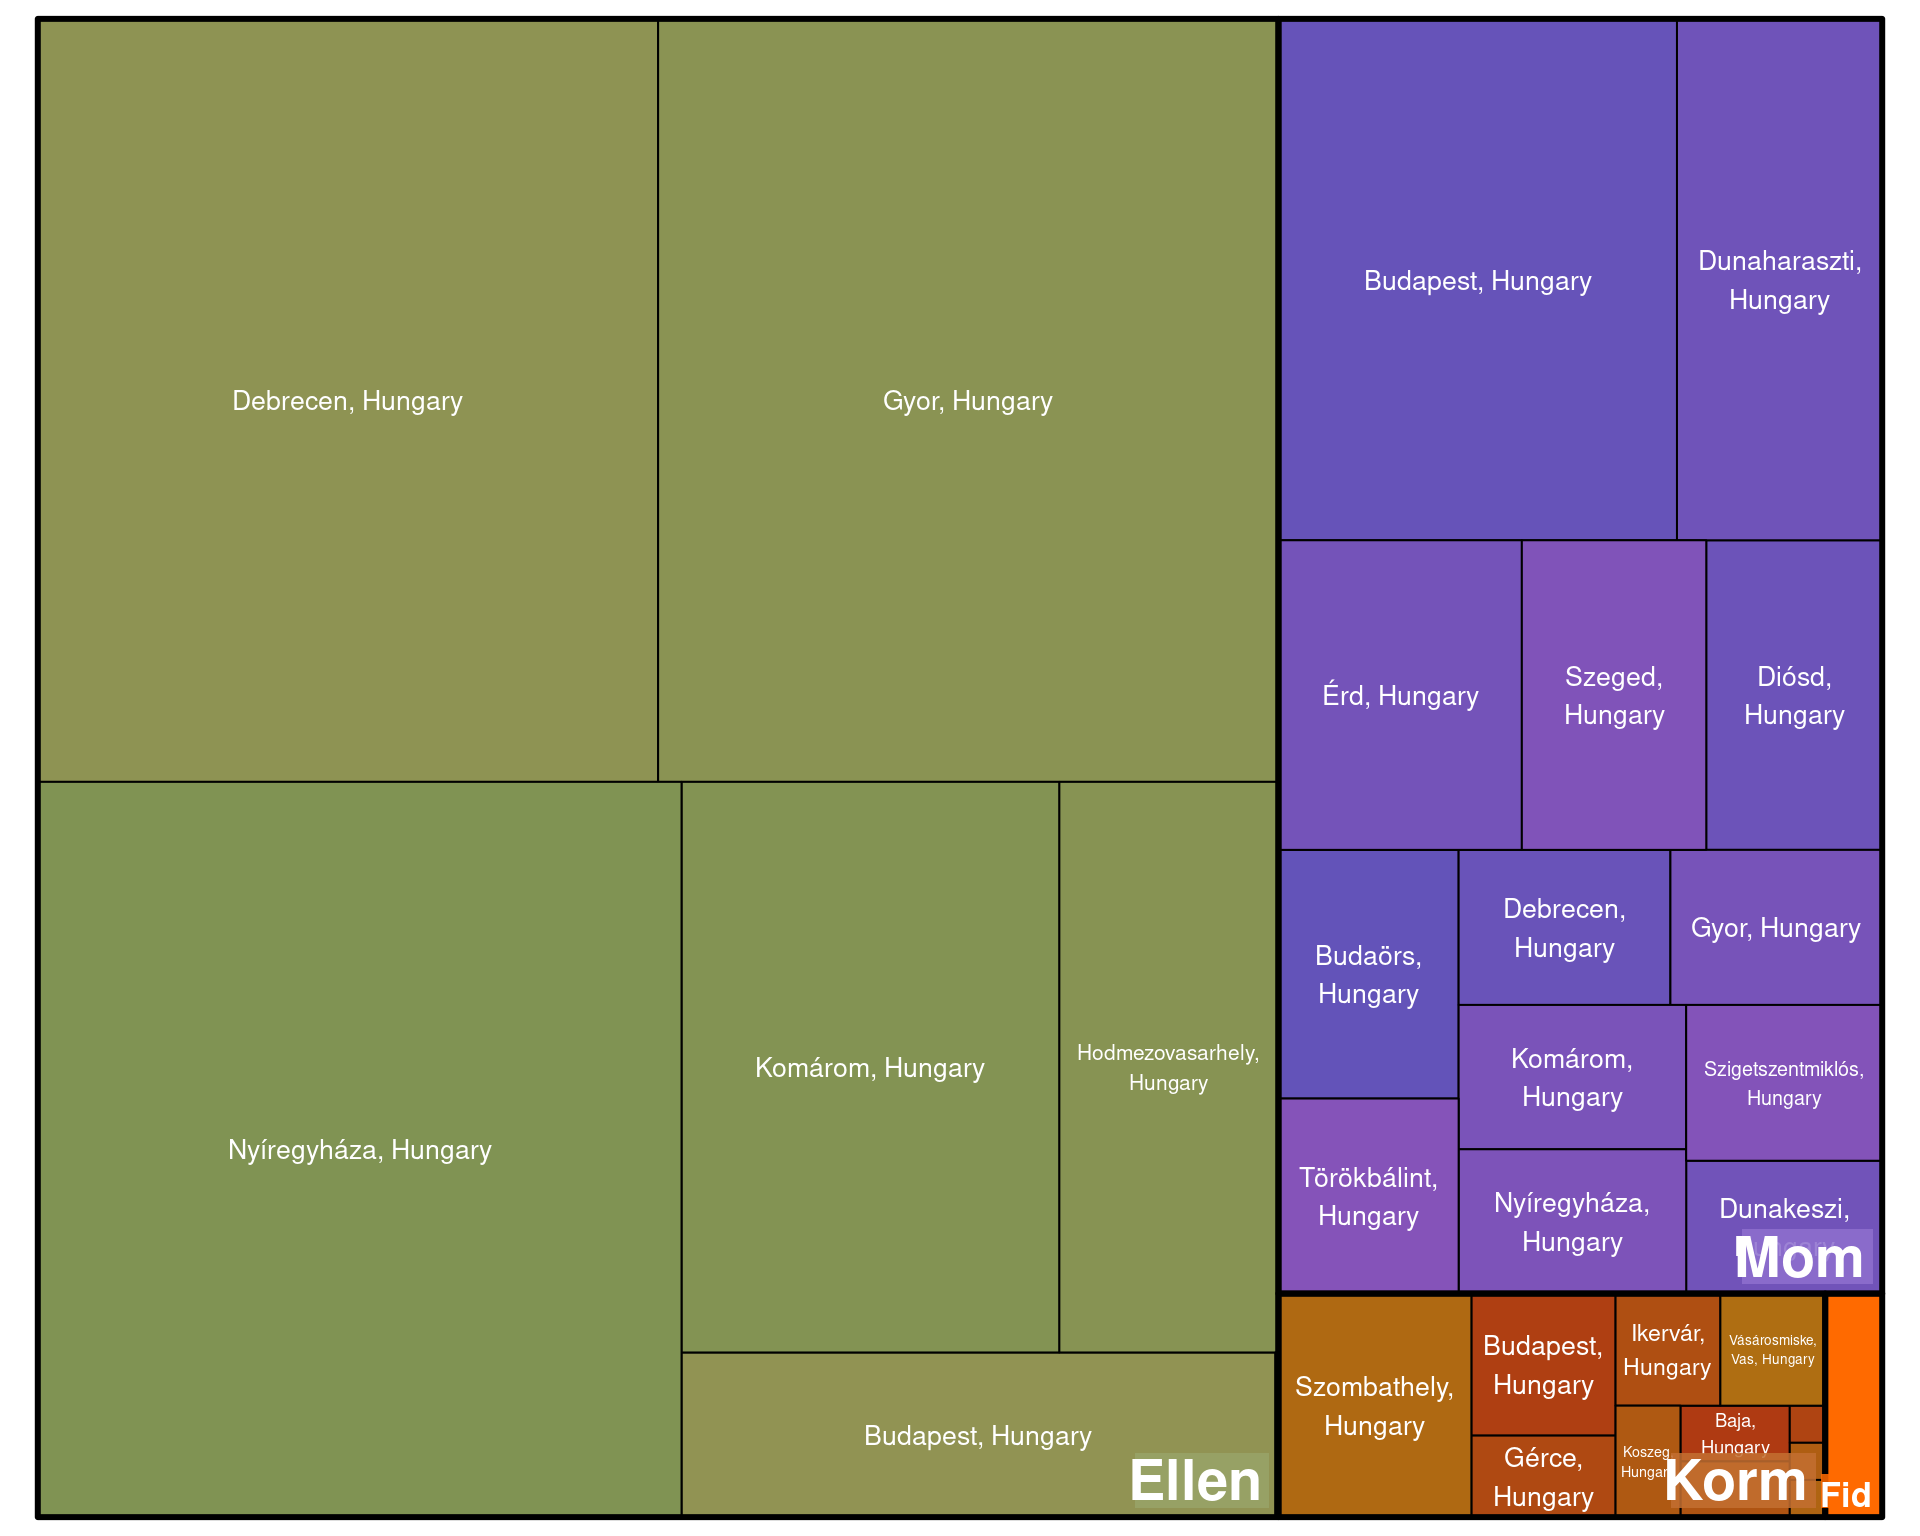 Debrecen, Hungary
Gyor, Hungary
Nyíregyháza, Hungary
Komárom, Hungary
Hodmezovasarhely,
Hungary
Budapest, Hungary
Ellen
Budapest, Hungary
Dunaharaszti,
Hungary
Érd, Hungary
Szeged,
Hungary
Diósd,
Hungary
Budaörs,
Hungary
Debrecen,
Hungary
Gyor, Hungary
Komárom,
Hungary
Szigetszentmiklós,
Hungary
Törökbálint,
Hungary
Nyíregyháza,
Hungary
Dunakeszi,
Mom
Szombathely,
Hungary
Budapest,
Hungary
Gérce,
Hungary
Ikervár,
Hungary
Vásárosmiske,
Vas, Hungary
Koszeg
Hungar
Baja,
Hungary
Korm
Fid